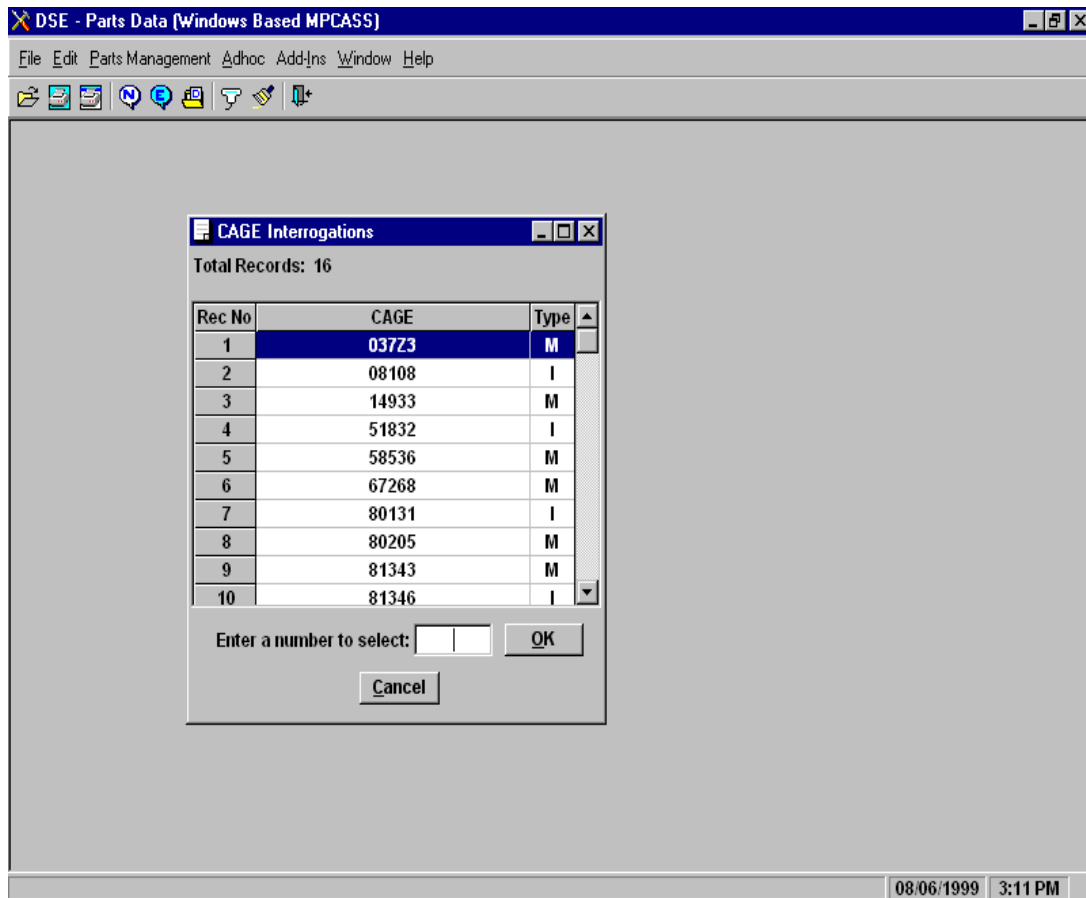 DSE - Parts Data (Windows Based MPCASS)
File Edit Parts Management Adhoc Add-Ins Window Help
N E D
CAGE Interrogations
Total Records: 16
Rec No CAGE Type
1 037Z3 M
2 08108 I
3 14933 M
4 51832 I
5 58536 M
6 67268 M
7 80131 I
8 80205 M
9 81343 M
10 81346 I
Enter a number to select: OK
Cancel
08/06/1999 3:11 PM